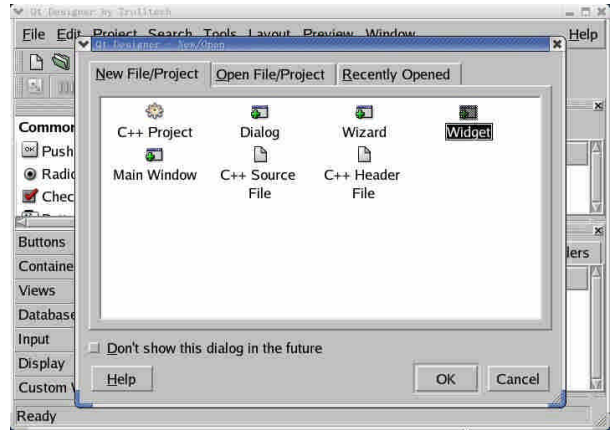 Qt Designer by Trolltech
File Edit Project Search Tools Layout Preview Window Help
Qt Designer - New/Open
New File/Project Open File/Project Recently Opened
C++ Project Dialog Wizard Widget
Main Window C++ Source File C++ Header File
Common
Push
Radio
Chec
Buttons
Containe
Views
Database
Input
Display
Custom
lers
Don't show this dialog in the future
Help OK Cancel
Ready